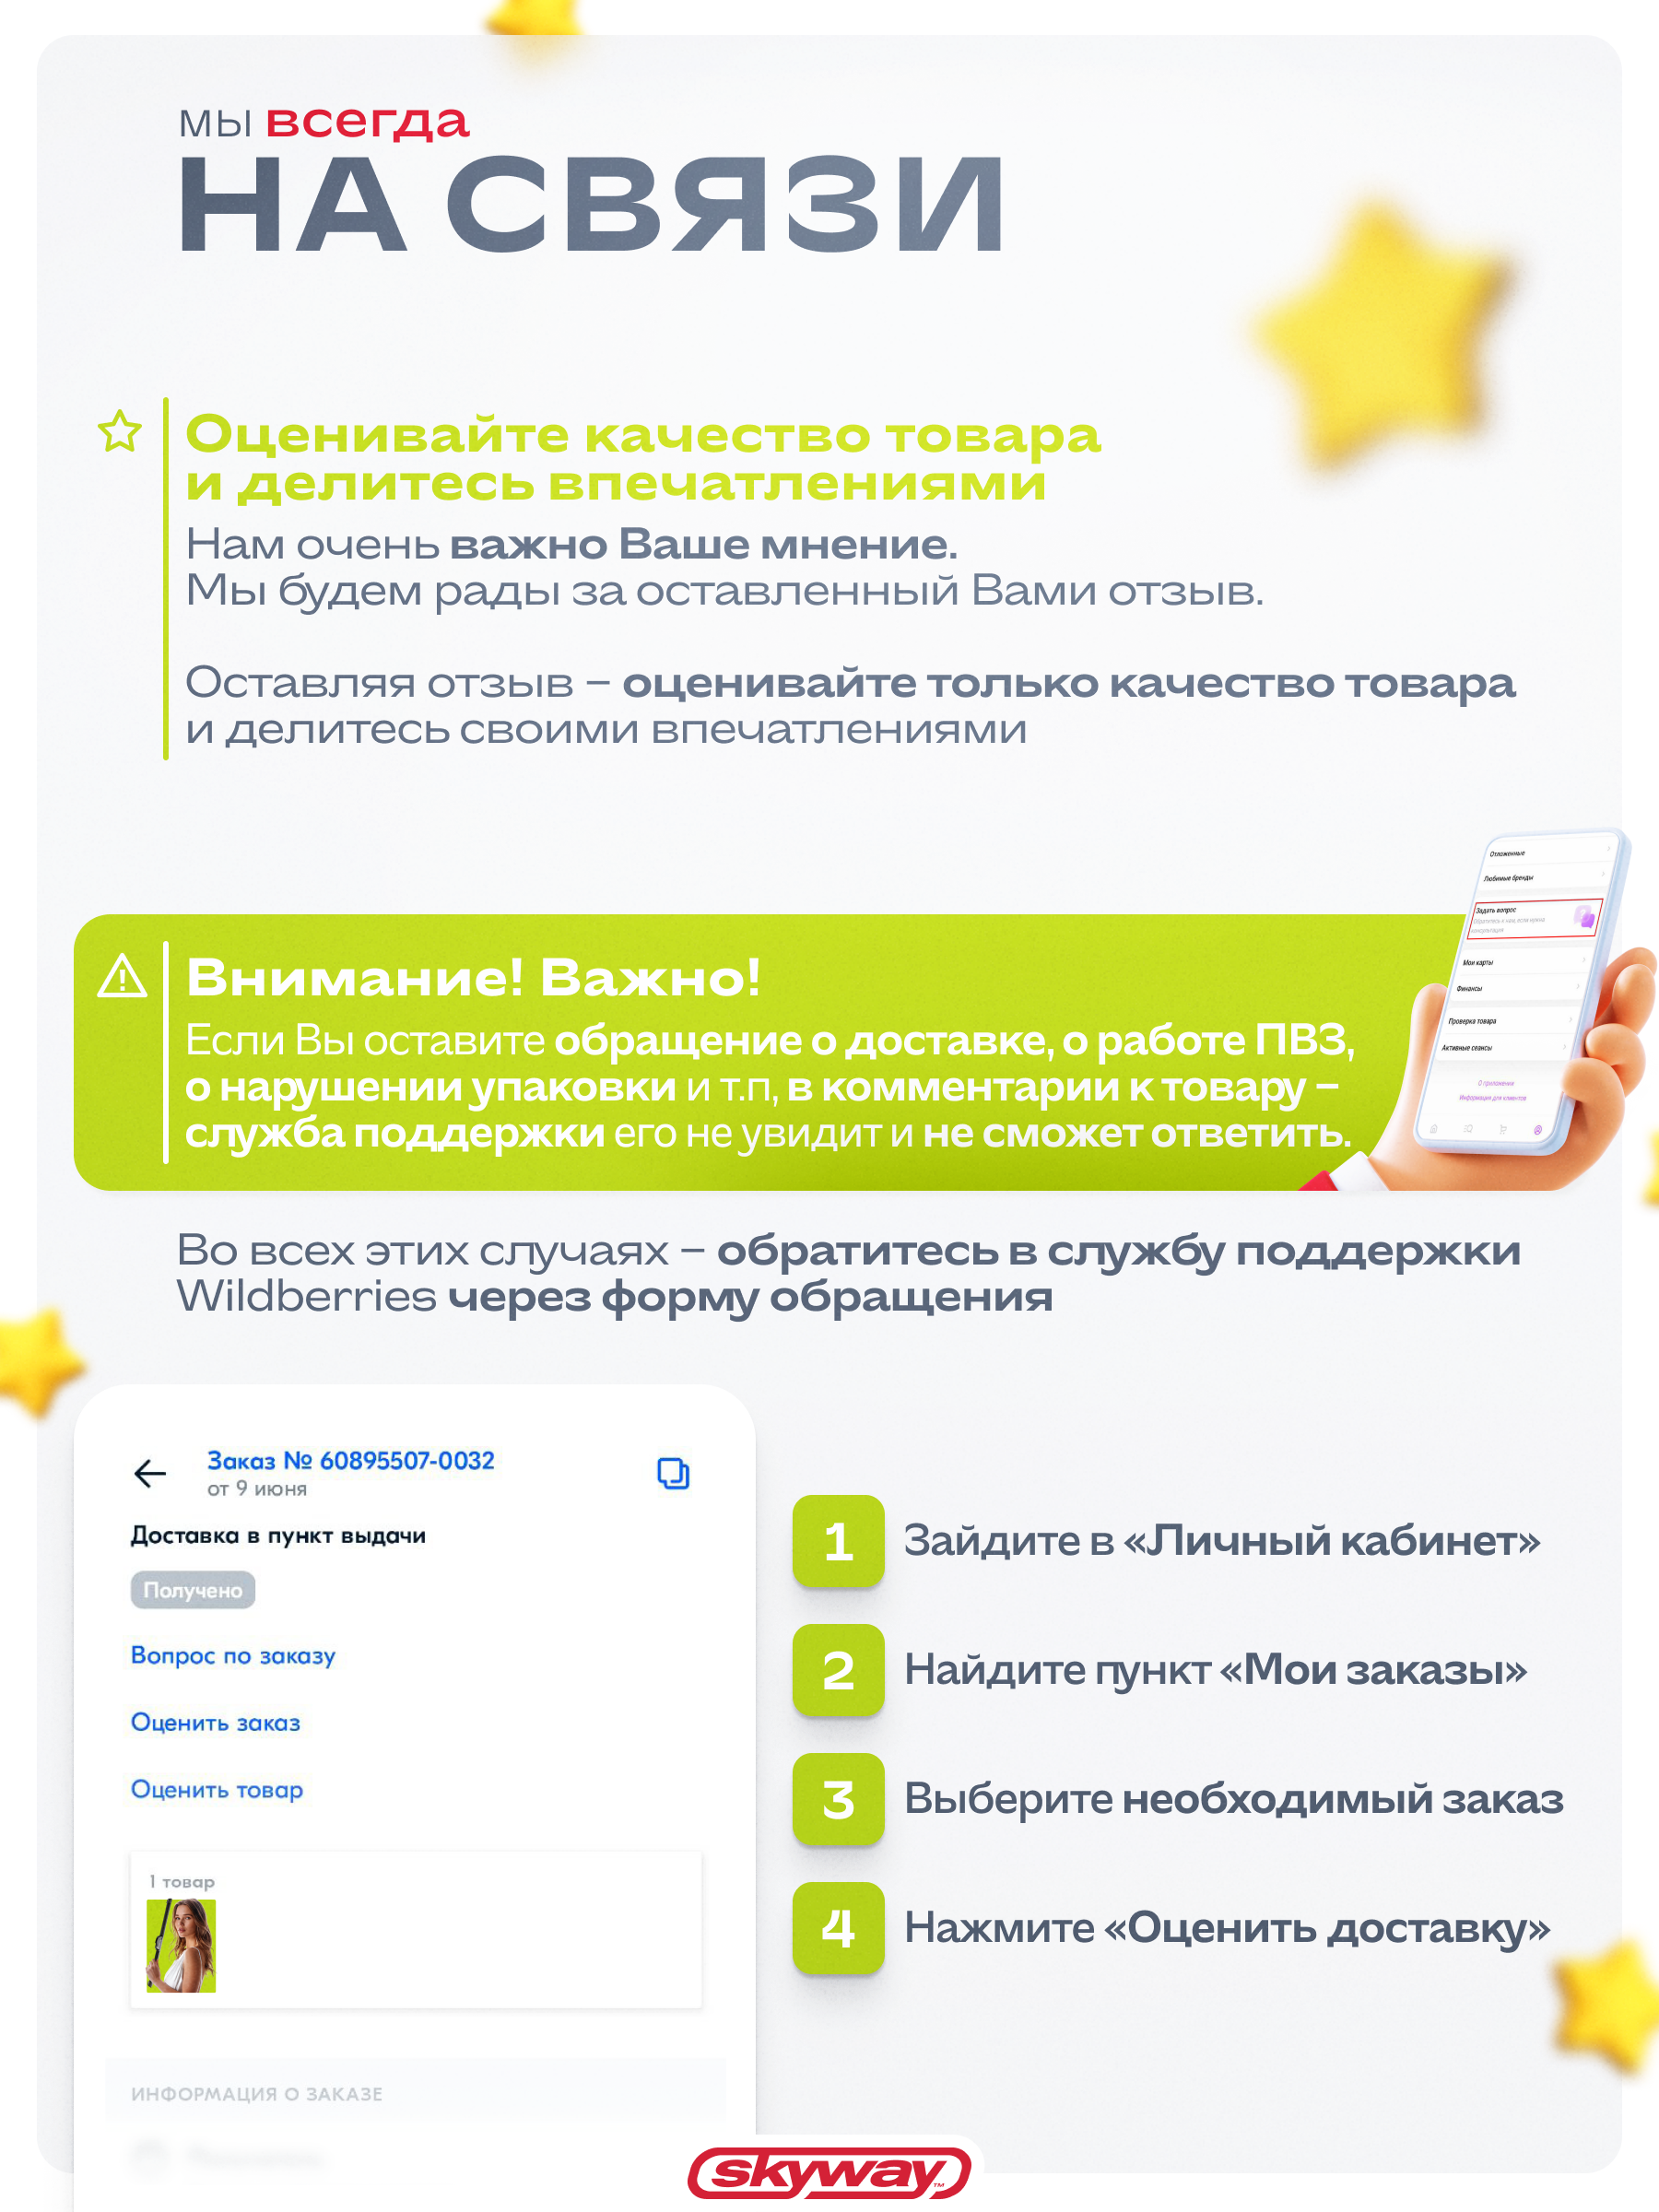 мы всегда
НА СВЯЗИ
Оценивайте качество товара
и делитесь впечатлениями
Нам очень важно Ваше мнение.
Мы будем рады за оставленный Вами отзыв.
Оставляя отзыв – оценивайте только качество товара
и делитесь своими впечатлениями
Отложенные
Любимые бренды
Задать вопрос
Обратитесь к нам, если нужна
консультация
Мои карты
Финансы
Проверка товара
Активные сеансы
О приложении
Информация для клиентов
Внимание! Важно!
Если Вы оставите обращение о доставке, о работе ПВЗ,
о нарушении упаковки и т.п, в комментарии к товару –
служба поддержки его не увидит и не сможет ответить.
Во всех этих случаях – обратитесь в службу поддержки
Wildberries через форму обращения
Заказ № 60895507-0032
от 9 июня
Доставка в пункт выдачи
Получено
Вопрос по заказу
Оценить заказ
Оценить товар
1 товар
ИНФОРМАЦИЯ О ЗАКАЗЕ
1 Зайдите в «Личный кабинет»
2 Найдите пункт «Мои заказы»
3 Выберите необходимый заказ
4 Нажмите «Оценить доставку»
skyway™